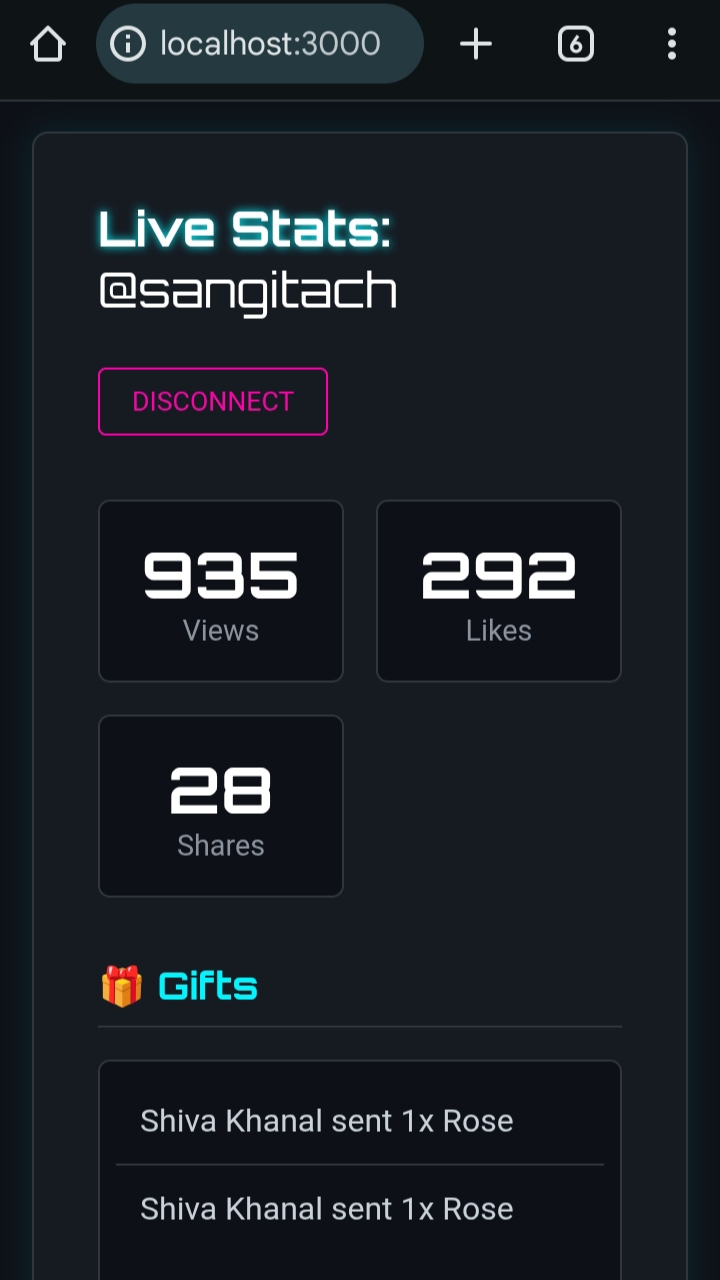 localhost:3000
6
Live Stats:
@sangitach
DISCONNECT
935
Views
292
Likes
28
Shares
🎁 Gifts
Shiva Khanal sent 1x Rose
Shiva Khanal sent 1x Rose